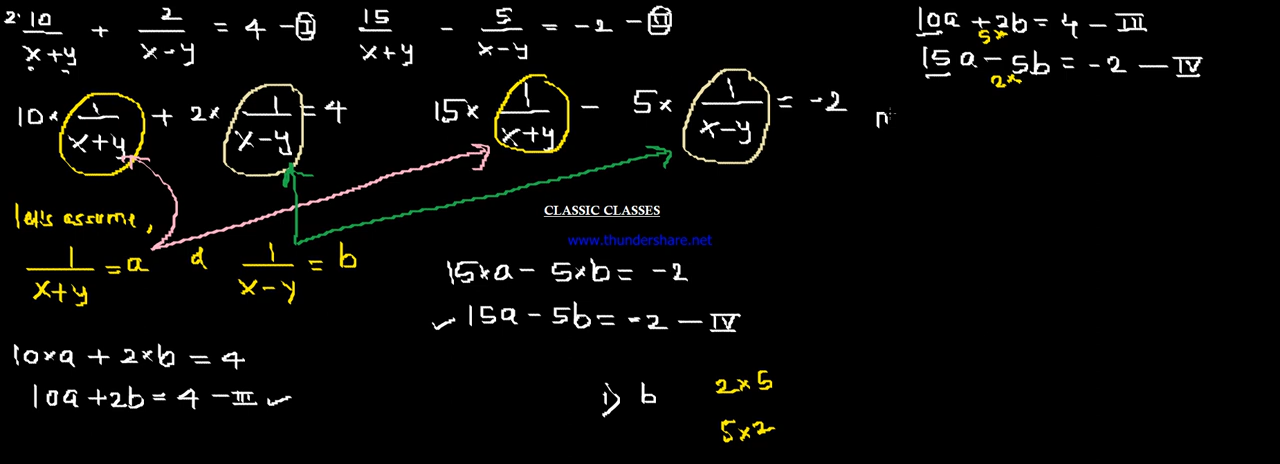 2. 10/(x+y) + 2/(x-y) = 4 - I    15/(x+y) - 5/(x-y) = -2 - II
10× 1/(x+y) + 2× 1/(x-y) = 4    15× 1/(x+y) - 5× 1/(x-y) = -2
let's assume,
1/(x+y) = a & 1/(x-y) = b
10×a + 2×b = 4
10a + 2b = 4 - III ✓
CLASSIC CLASSES
www.thundershare.net
15×a - 5×b = -2
✓ 15a - 5b = -2 - IV
i) b
2×5
5×2
10a + 2b = 4 - III
5×
15a - 5b = -2 - IV
2×